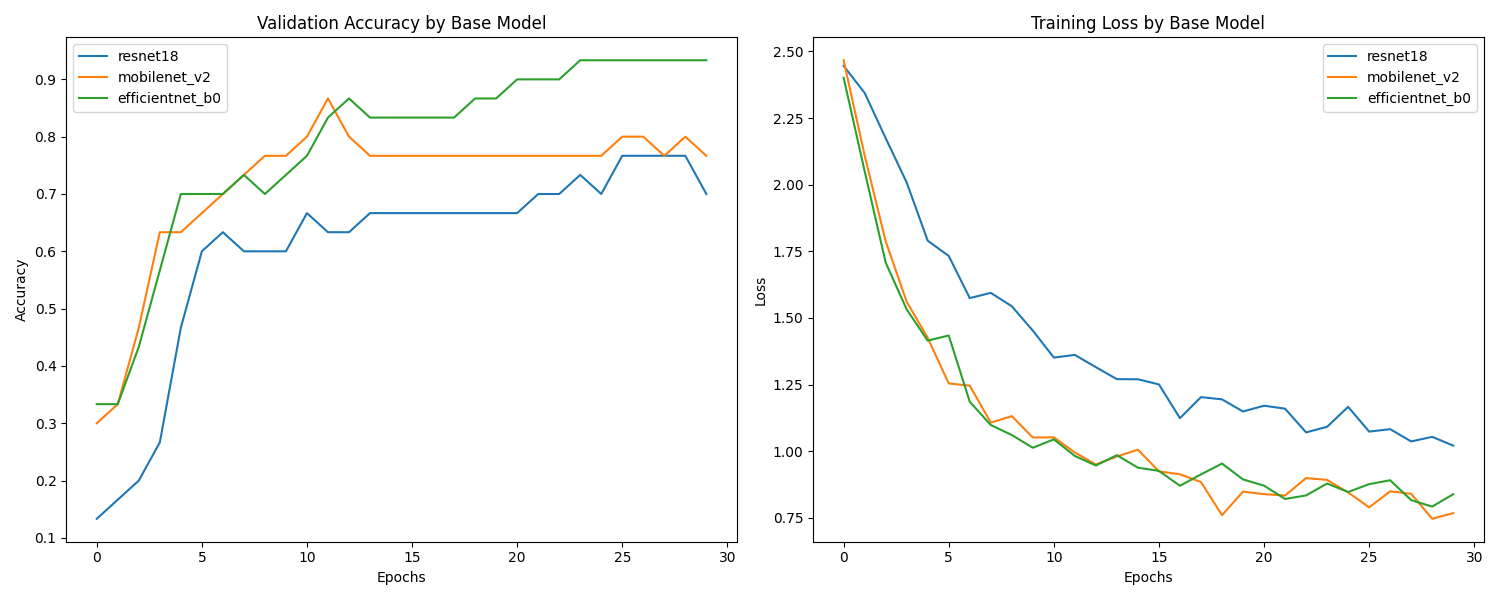 Validation Accuracy by Base Model
resnet18
mobilenet_v2
efficientnet_b0
0.9
0.8
0.7
0.6
0.5
0.4
0.3
0.2
0.1
Accuracy
0
5
10
15
20
25
30
Epochs
Training Loss by Base Model
resnet18
mobilenet_v2
efficientnet_b0
2.50
2.25
2.00
1.75
1.50
1.25
1.00
0.75
Loss
0
5
10
15
20
25
30
Epochs